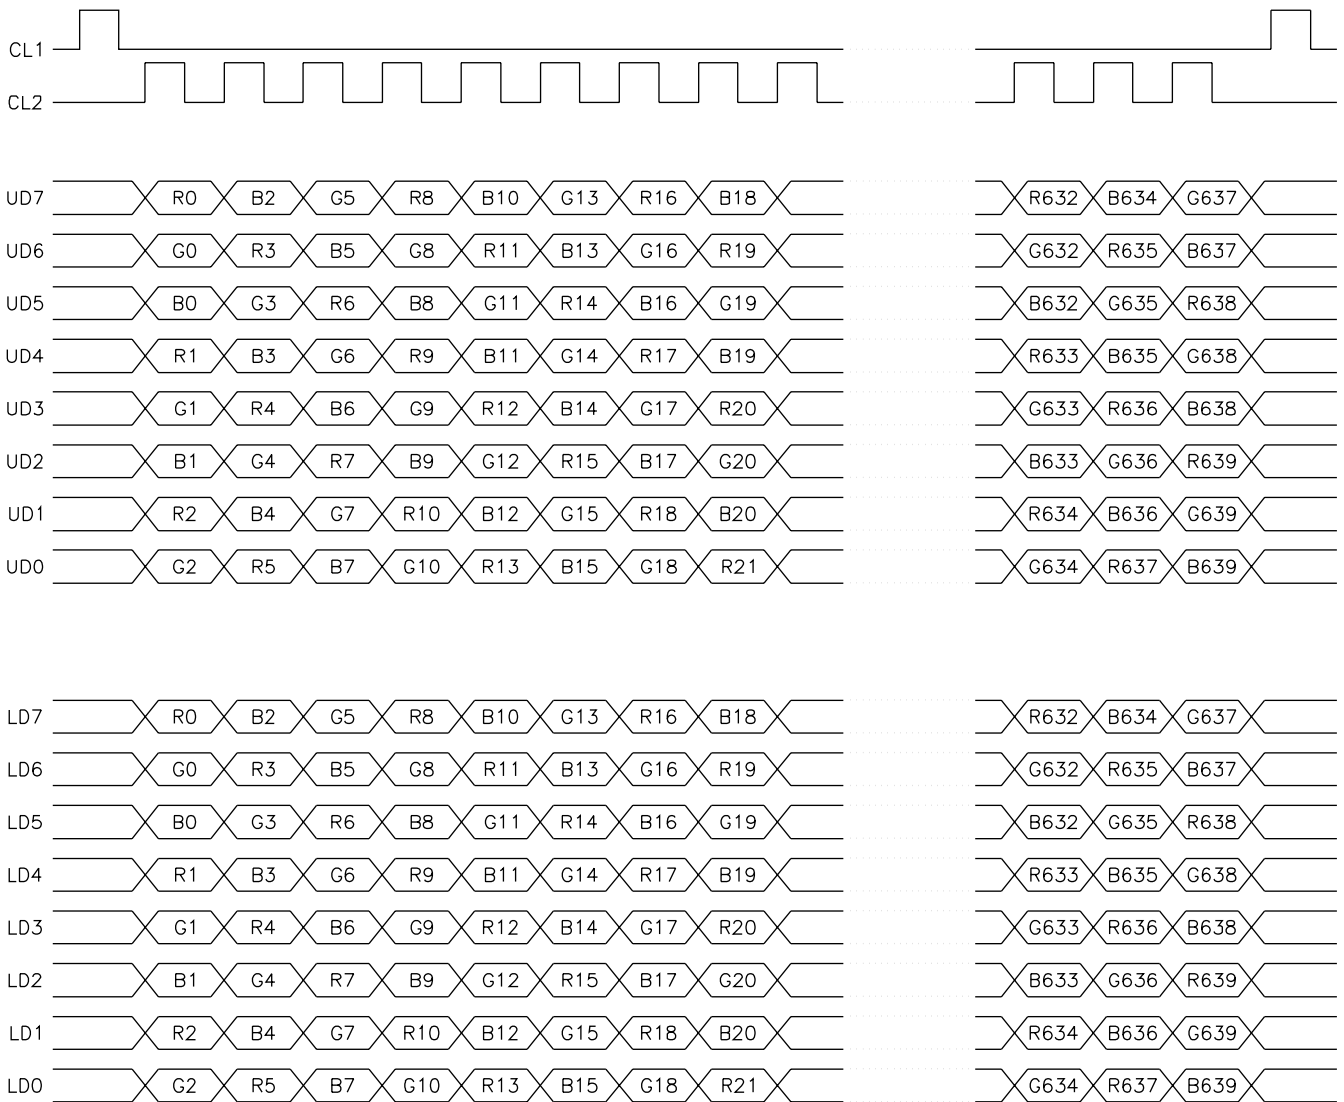 CL1
CL2
UD7 R0 B2 G5 R8 B10 G13 R16 B18 R632 B634 G637
UD6 G0 R3 B5 G8 R11 B13 G16 R19 G632 R635 B637
UD5 B0 G3 R6 B8 G11 R14 B16 G19 B632 G635 R638
UD4 R1 B3 G6 R9 B11 G14 R17 B19 R633 B635 G638
UD3 G1 R4 B6 G9 R12 B14 G17 R20 G633 R636 B638
UD2 B1 G4 R7 B9 G12 R15 B17 G20 B633 G636 R639
UD1 R2 B4 G7 R10 B12 G15 R18 B20 R634 B636 G639
UD0 G2 R5 B7 G10 R13 B15 G18 R21 G634 R637 B639
LD7 R0 B2 G5 R8 B10 G13 R16 B18 R632 B634 G637
LD6 G0 R3 B5 G8 R11 B13 G16 R19 G632 R635 B637
LD5 B0 G3 R6 B8 G11 R14 B16 G19 B632 G635 R638
LD4 R1 B3 G6 R9 B11 G14 R17 B19 R633 B635 G638
LD3 G1 R4 B6 G9 R12 B14 G17 R20 G633 R636 B638
LD2 B1 G4 R7 B9 G12 R15 B17 G20 B633 G636 R639
LD1 R2 B4 G7 R10 B12 G15 R18 B20 R634 B636 G639
LD0 G2 R5 B7 G10 R13 B15 G18 R21 G634 R637 B639